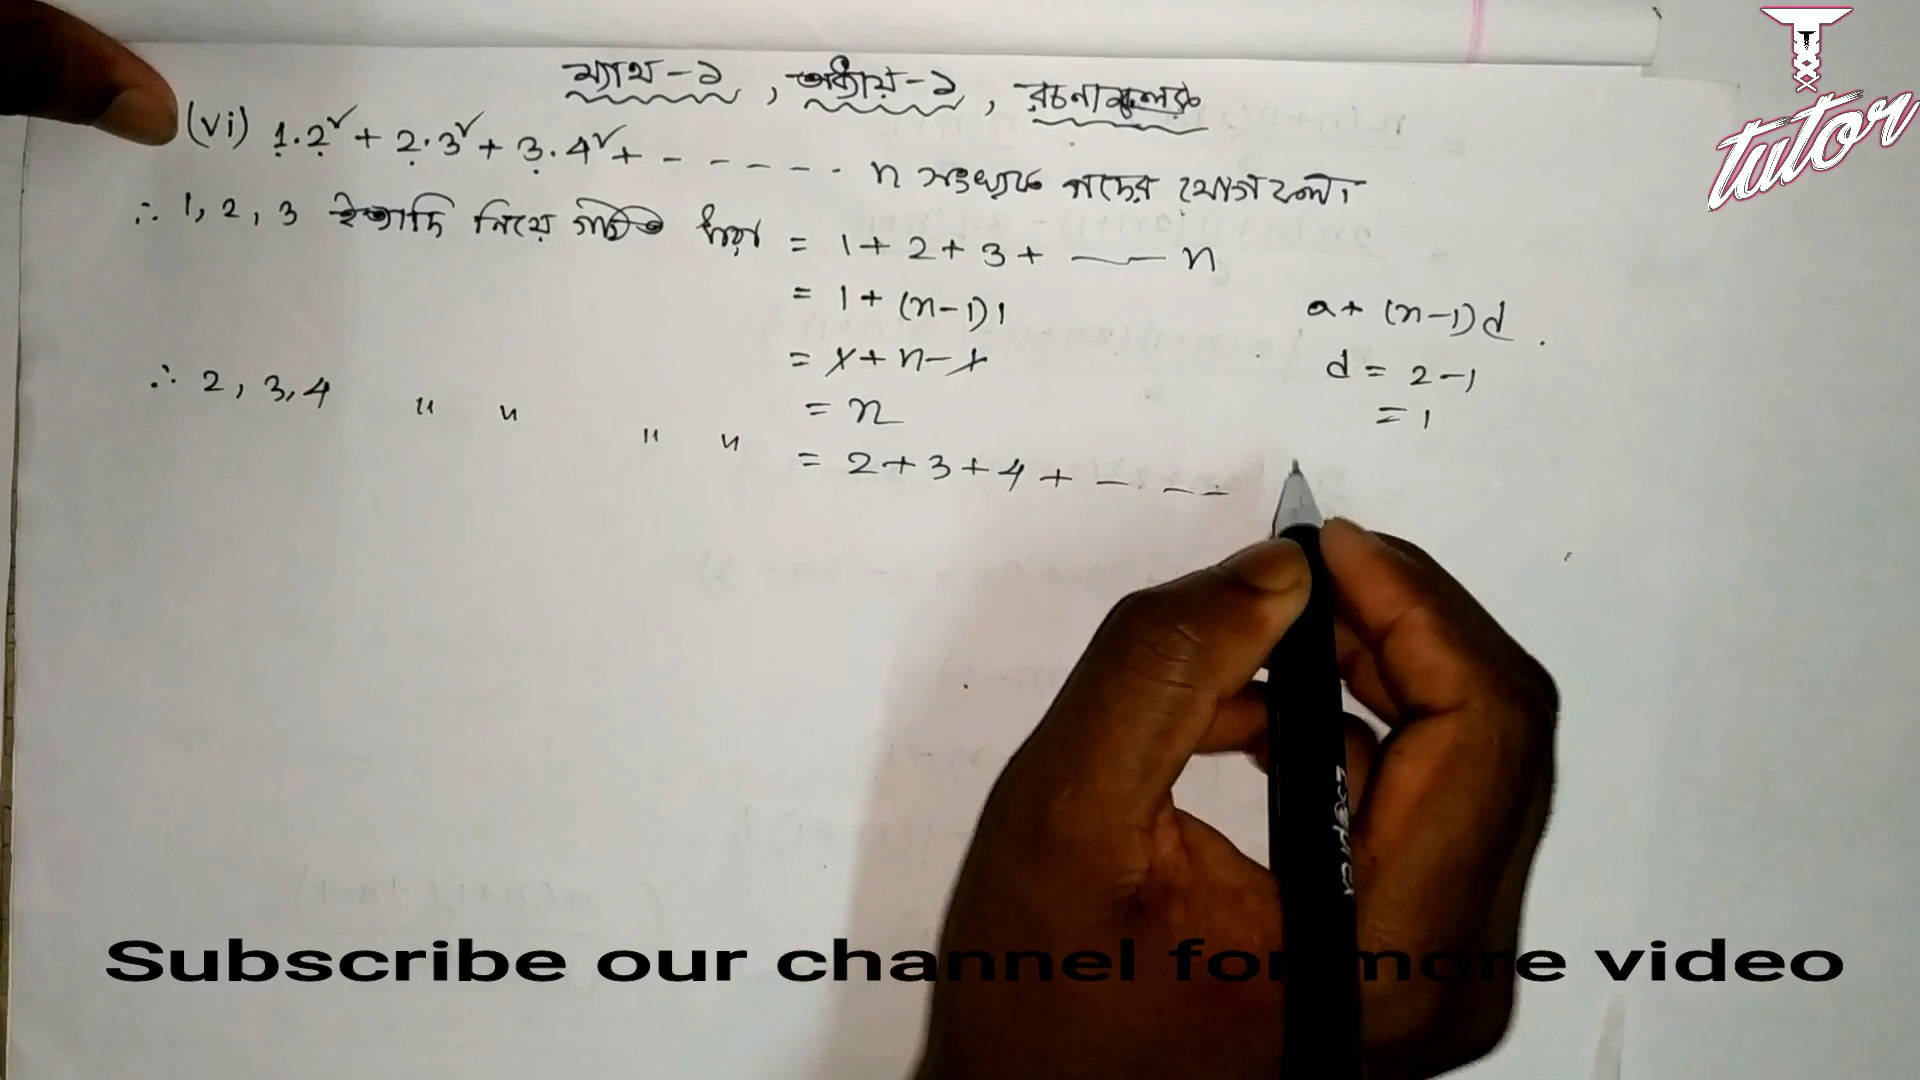 ম্যাথ-১, অধ্যায়-১, রচনামূলক
(vi) 1.2² + 2.3² + 3.4² + - - - - - - n সংখ্যক পদের যোগফল।
∴ 1, 2, 3 ইত্যাদি নিয়ে গঠিত ধারা = 1 + 2 + 3 + —— n
= 1 + (n-1)1
= 1 + n - 1
= n
a + (n-1)d.
d = 2-1
= 1
∴ 2, 3, 4 " " " " = 2 + 3 + 4 + - - -
T
TUX
tutor
Subscribe our channel for more video